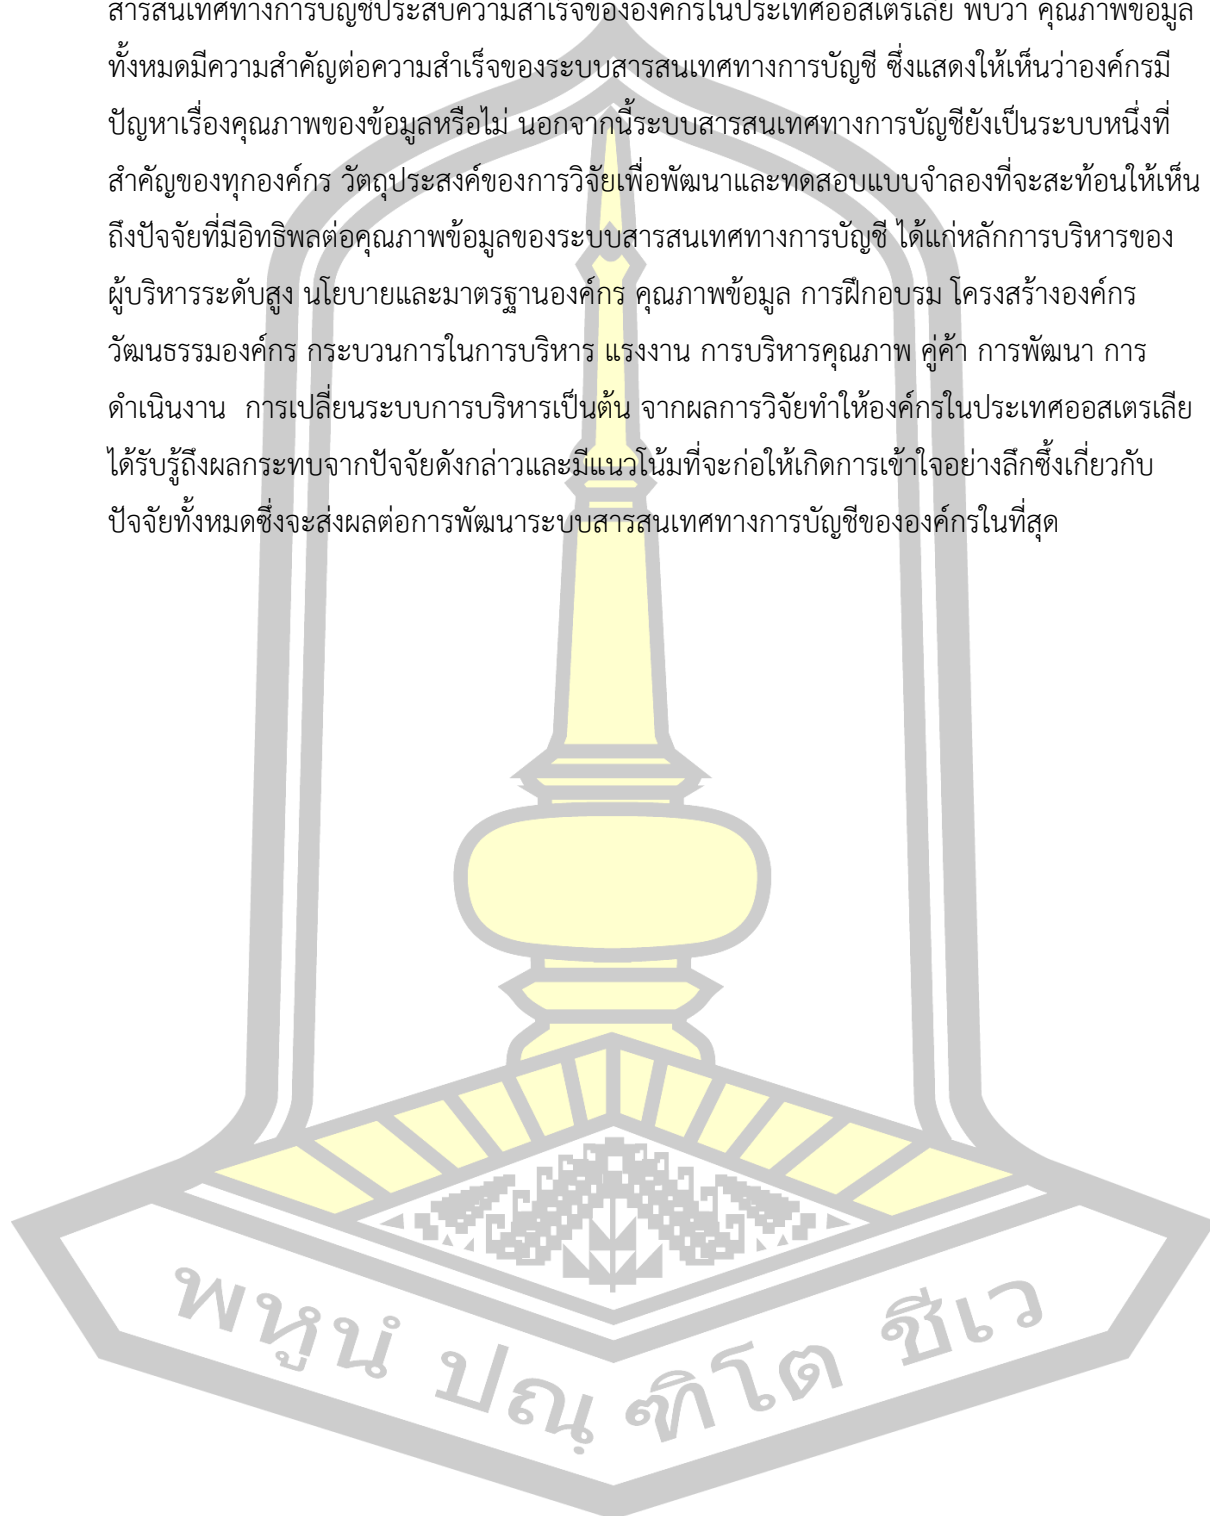 สารสนเทศทางการบัญชีประสบความสำเร็จขององค์กรในประเทศออสเตรเลีย พบว่า คุณภาพข้อมูล
ทั้งหมดมีความสำคัญต่อความสำเร็จของระบบสารสนเทศทางการบัญชี ซึ่งแสดงให้เห็นว่าองค์กรมี
ปัญหาเรื่องคุณภาพของข้อมูลหรือไม่ นอกจากนี้ระบบสารสนเทศทางการบัญชียังเป็นระบบหนึ่งที่
สำคัญของทุกองค์กร วัตถุประสงค์ของการวิจัยเพื่อพัฒนาและทดสอบแบบจำลองที่จะสะท้อนให้เห็น
ถึงปัจจัยที่มีอิทธิพลต่อคุณภาพข้อมูลของระบบสารสนเทศทางการบัญชี ได้แก่หลักการบริหารของ
ผู้บริหารระดับสูง นโยบายและมาตรฐานองค์กร คุณภาพข้อมูล การฝึกอบรม โครงสร้างองค์กร
วัฒนธรรมองค์กร กระบวนการในการบริหาร แรงงาน การบริหารคุณภาพ คู่ค้า การพัฒนา การ
ดำเนินงาน  การเปลี่ยนระบบการบริหารเป็นต้น จากผลการวิจัยทำให้องค์กรในประเทศออสเตรเลีย
ได้รับรู้ถึงผลกระทบจากปัจจัยดังกล่าวและมีแนวโน้มที่จะก่อให้เกิดการเข้าใจอย่างลึกซึ้งเกี่ยวกับ
ปัจจัยทั้งหมดซึ่งจะส่งผลต่อการพัฒนาระบบสารสนเทศทางการบัญชีขององค์กรในที่สุด
พหูนํ ปณฺ ฑิโต ชีเว